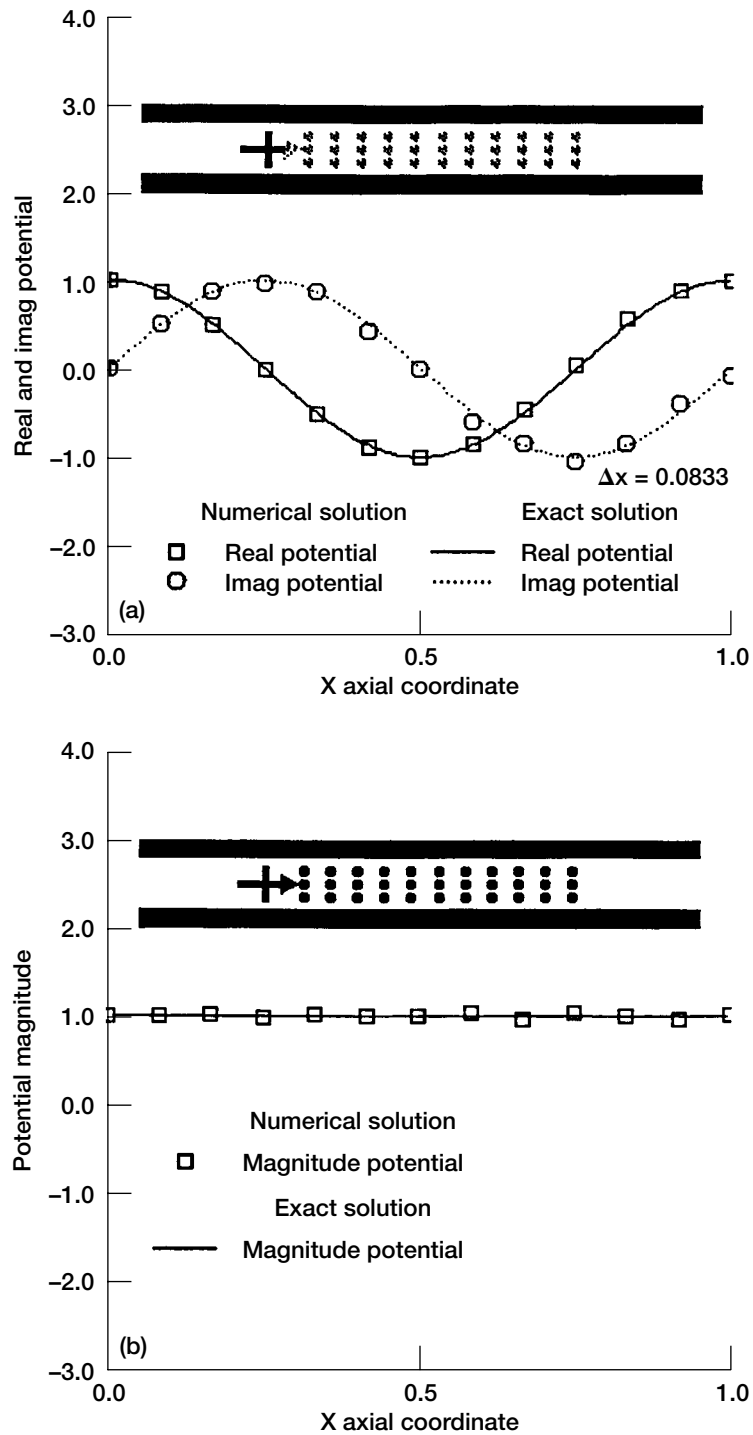 4.0
3.0
2.0
1.0
0.0
−1.0
−2.0
−3.0
Real and imag potential
Δx = 0.0833
Numerical solution Exact solution
Real potential Real potential
Imag potential Imag potential
(a)
0.0 0.5 1.0
X axial coordinate
4.0
3.0
2.0
1.0
0.0
−1.0
−2.0
−3.0
Potential magnitude
Numerical solution
Magnitude potential
Exact solution
Magnitude potential
(b)
0.0 0.5 1.0
X axial coordinate